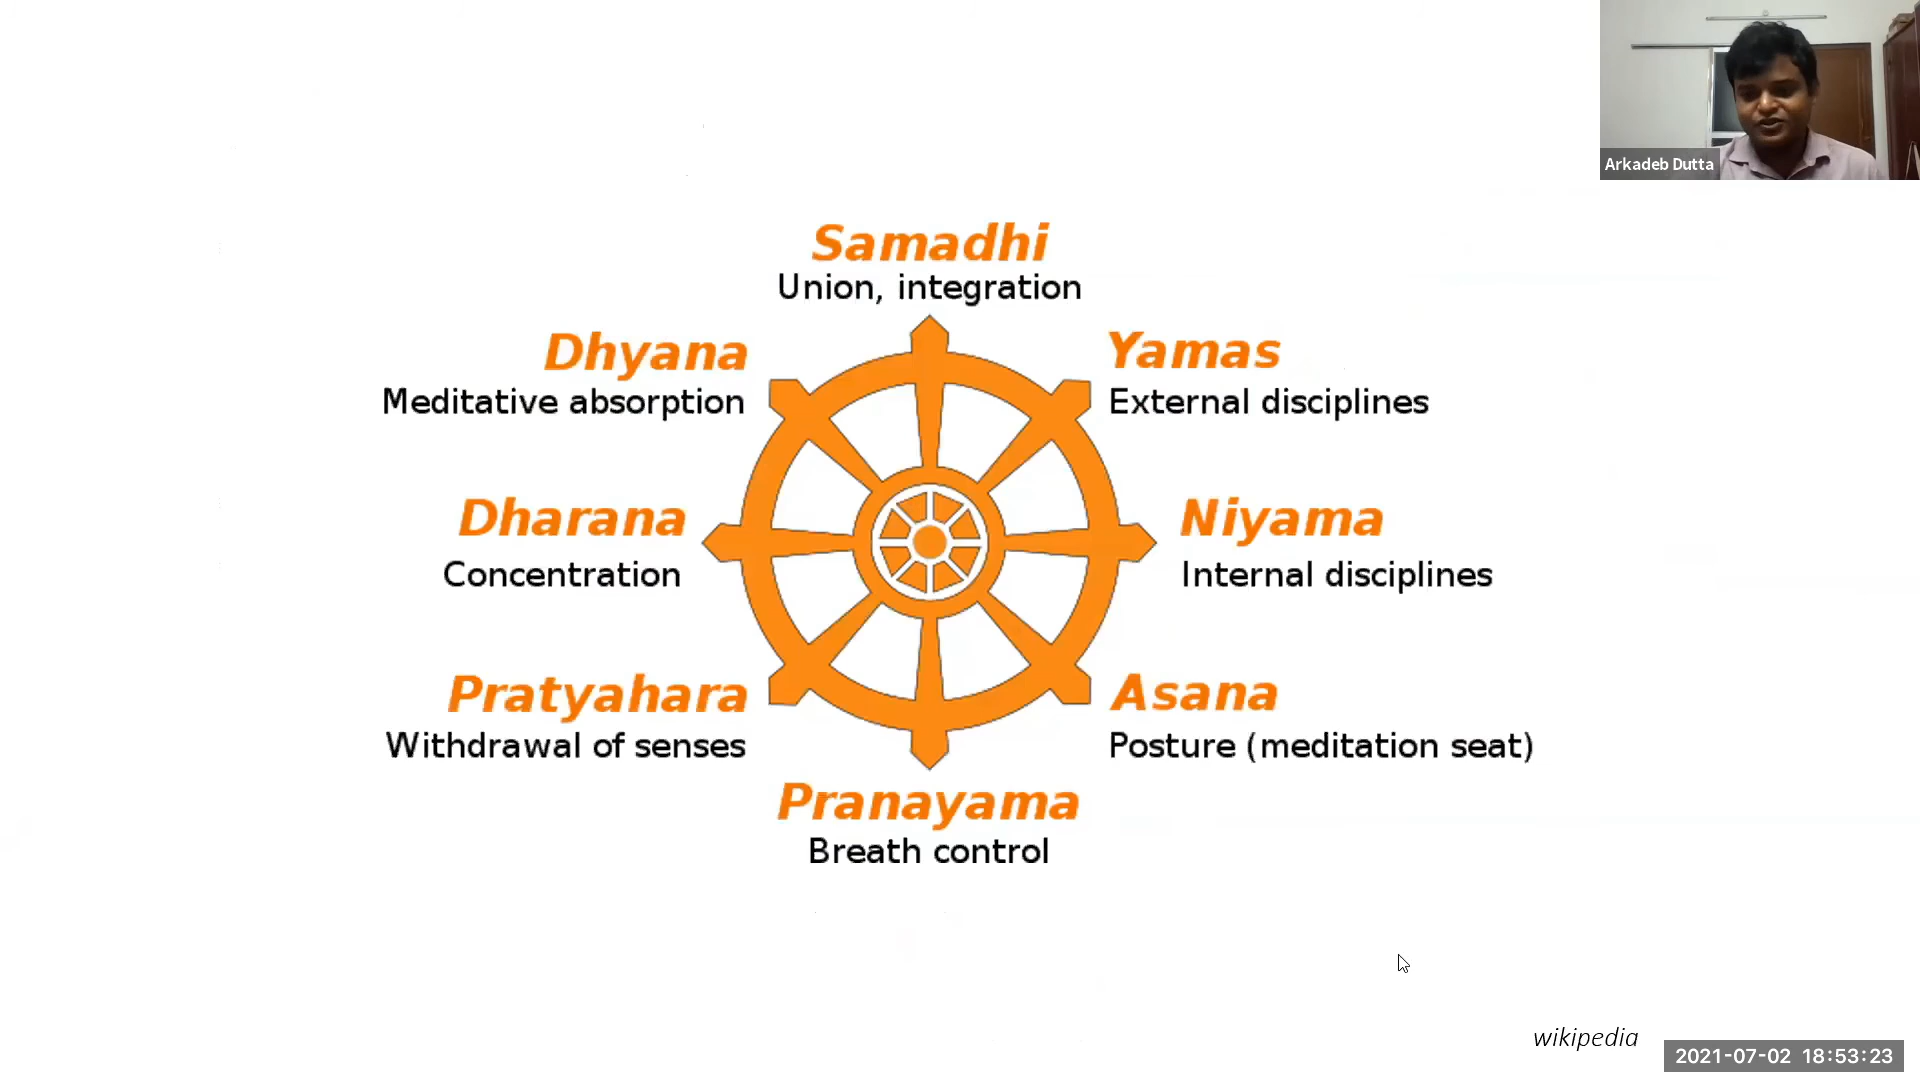 Arkadeb Dutta
Samadhi
Union, integration
Dhyana
Meditative absorption
Yamas
External disciplines
Dharana
Concentration
Niyama
Internal disciplines
Pratyahara
Withdrawal of senses
Asana
Posture (meditation seat)
Pranayama
Breath control
wikipedia
2021-07-02 18:53:23